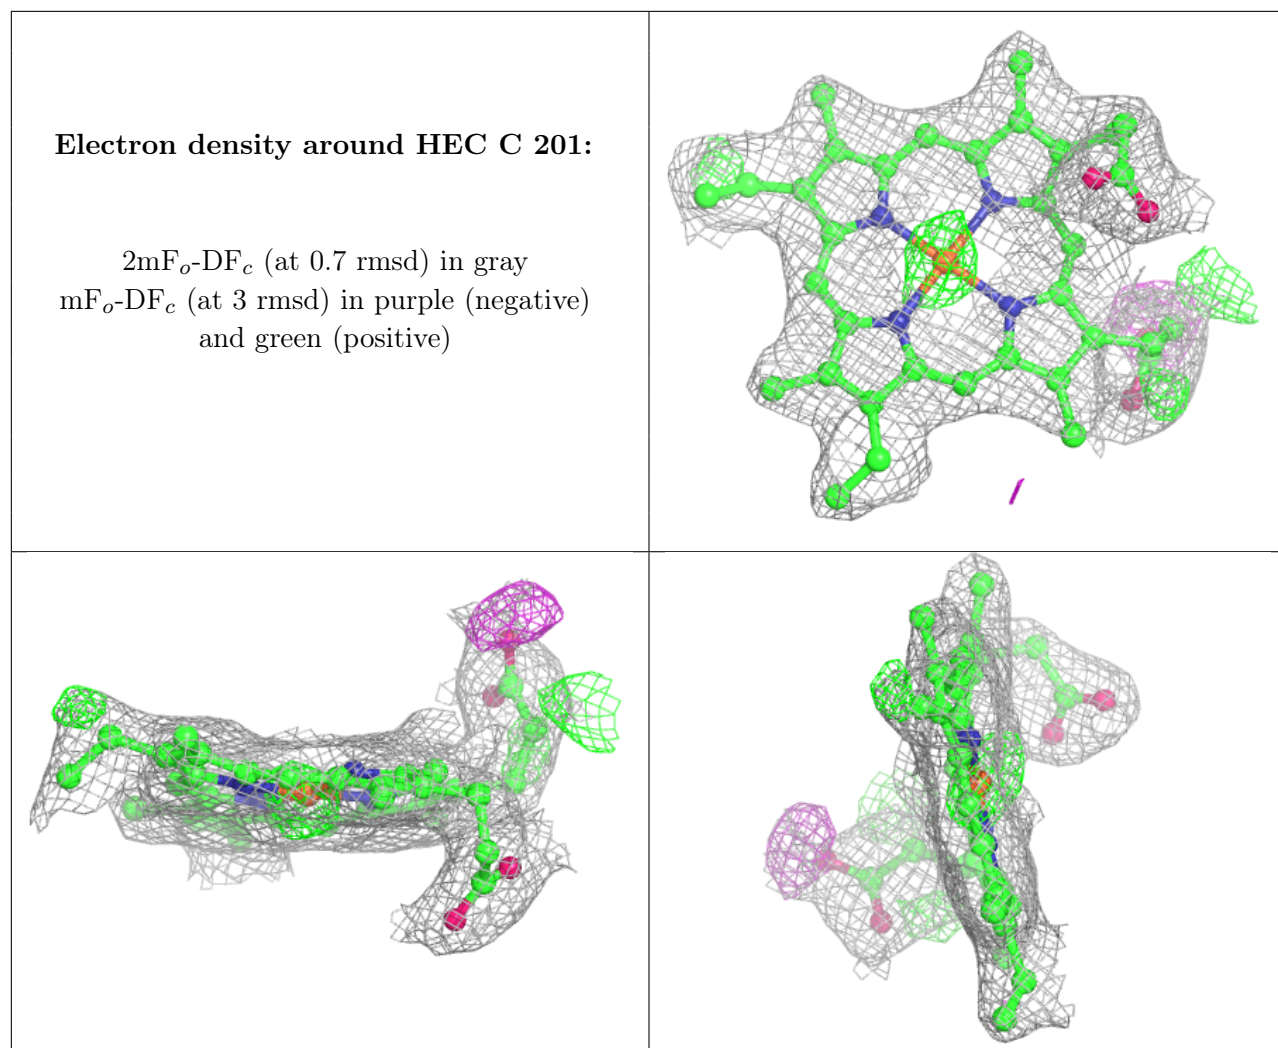 Electron density around HEC C 201:
2mFₒ-DF𝒸 (at 0.7 rmsd) in gray
mFₒ-DF𝒸 (at 3 rmsd) in purple (negative)
and green (positive)